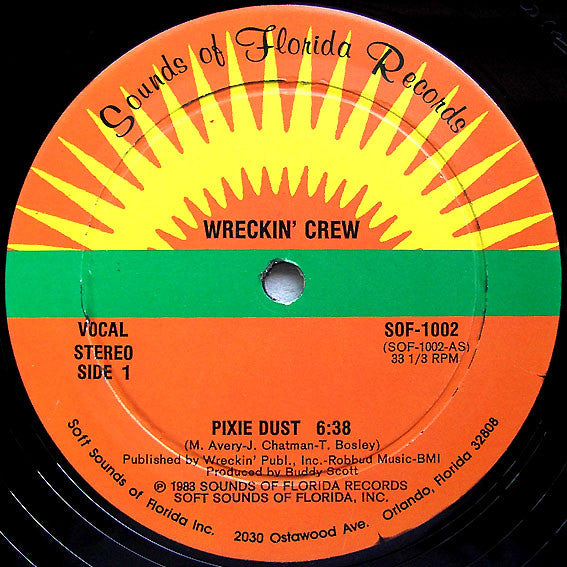 Sounds of Florida Records
WRECKIN' CREW
VOCAL
STEREO
SIDE 1
SOF-1002
(SOF-1002-AS)
33 1/3 RPM
PIXIE DUST 6:38
(M. Avery-J. Chatman-T. Bosley)
Published by Wreckin' Publ., Inc.-Robbud Music-BMI
Produced by Buddy Scott
℗ 1983 SOUNDS OF FLORIDA RECORDS
SOFT SOUNDS OF FLORIDA, INC.
Soft Sounds of Florida Inc. 2030 Ostawood Ave. Orlando, Florida 32808